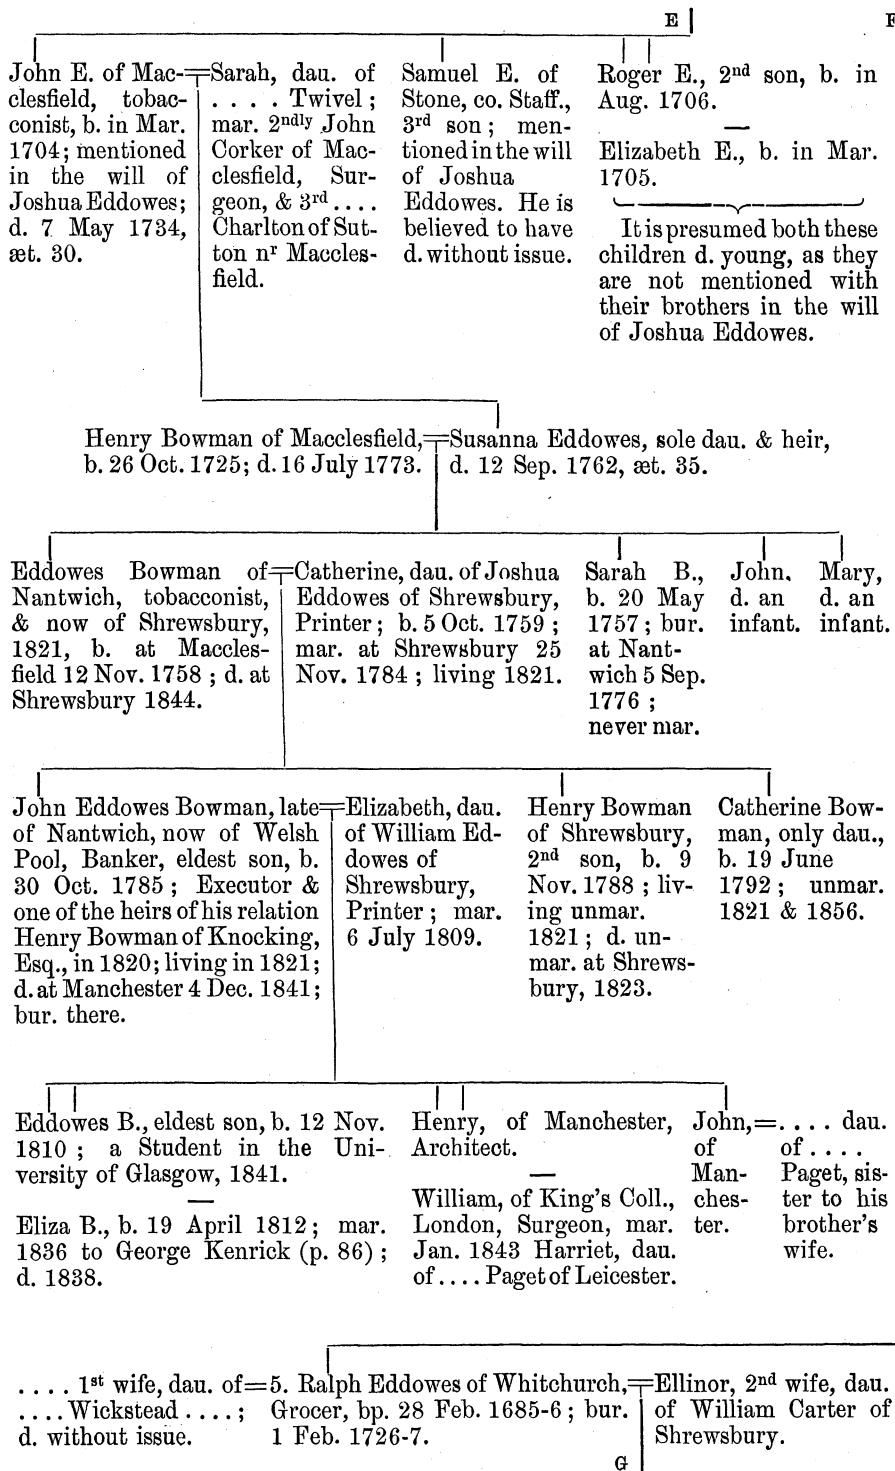 E F
John E. of Mac-
clesfield, tobac-
conist, b. in Mar.
1704; mentioned
in the will of
Joshua Eddowes;
d. 7 May 1734,
æt. 30.
Sarah, dau. of
. . . . Twivel;
mar. 2ndly John
Corker of Mac-
clesfield, Sur-
geon, & 3rd . . . .
Charlton of Sut-
ton nr Maccles-
field.
Samuel E. of
Stone, co. Staff.,
3rd son; men-
tioned in the will
of Joshua
Eddowes. He is
believed to have
d. without issue.
Roger E., 2nd son, b. in
Aug. 1706.
—
Elizabeth E., b. in Mar.
1705.
It is presumed both these
children d. young, as they
are not mentioned with
their brothers in the will
of Joshua Eddowes.
Henry Bowman of Macclesfield,
b. 26 Oct. 1725; d. 16 July 1773.
Susanna Eddowes, sole dau. & heir,
d. 12 Sep. 1762, æt. 35.
Eddowes Bowman of
Nantwich, tobacconist,
& now of Shrewsbury,
1821, b. at Maccles-
field 12 Nov. 1758; d. at
Shrewsbury 1844.
Catherine, dau. of Joshua
Eddowes of Shrewsbury,
Printer; b. 5 Oct. 1759;
mar. at Shrewsbury 25
Nov. 1784; living 1821.
Sarah B.,
b. 20 May
1757; bur.
at Nant-
wich 5 Sep.
1776;
never mar.
John,
d. an
infant.
Mary,
d. an
infant.
John Eddowes Bowman, late
of Nantwich, now of Welsh
Pool, Banker, eldest son, b.
30 Oct. 1785; Executor &
one of the heirs of his relation
Henry Bowman of Knocking,
Esq., in 1820; living in 1821;
d. at Manchester 4 Dec. 1841;
bur. there.
Elizabeth, dau.
of William Ed-
dowes of
Shrewsbury,
Printer; mar.
6 July 1809.
Henry Bowman
of Shrewsbury,
2nd son, b. 9
Nov. 1788; liv-
ing unmar.
1821; d. un-
mar. at Shrews-
bury, 1823.
Catherine Bow-
man, only dau.,
b. 19 June
1792; unmar.
1821 & 1856.
Eddowes B., eldest son, b. 12 Nov.
1810; a Student in the Uni-
versity of Glasgow, 1841.
—
Eliza B., b. 19 April 1812; mar.
1836 to George Kenrick (p. 86);
d. 1838.
Henry, of Manchester,
Architect.
—
William, of King's Coll.,
London, Surgeon, mar.
Jan. 1843 Harriet, dau.
of . . . . Paget of Leicester.
John,
of
Man-
ches-
ter.
=. . . . dau.
of . . . .
Paget, sis-
ter to his
brother's
wife.
. . . . 1st wife, dau. of
. . . . Wickstead . . . . ;
d. without issue.
=5. Ralph Eddowes of Whitchurch,
Grocer, bp. 28 Feb. 1685-6; bur.
1 Feb. 1726-7.
Ellinor, 2nd wife, dau.
of William Carter of
Shrewsbury.
G